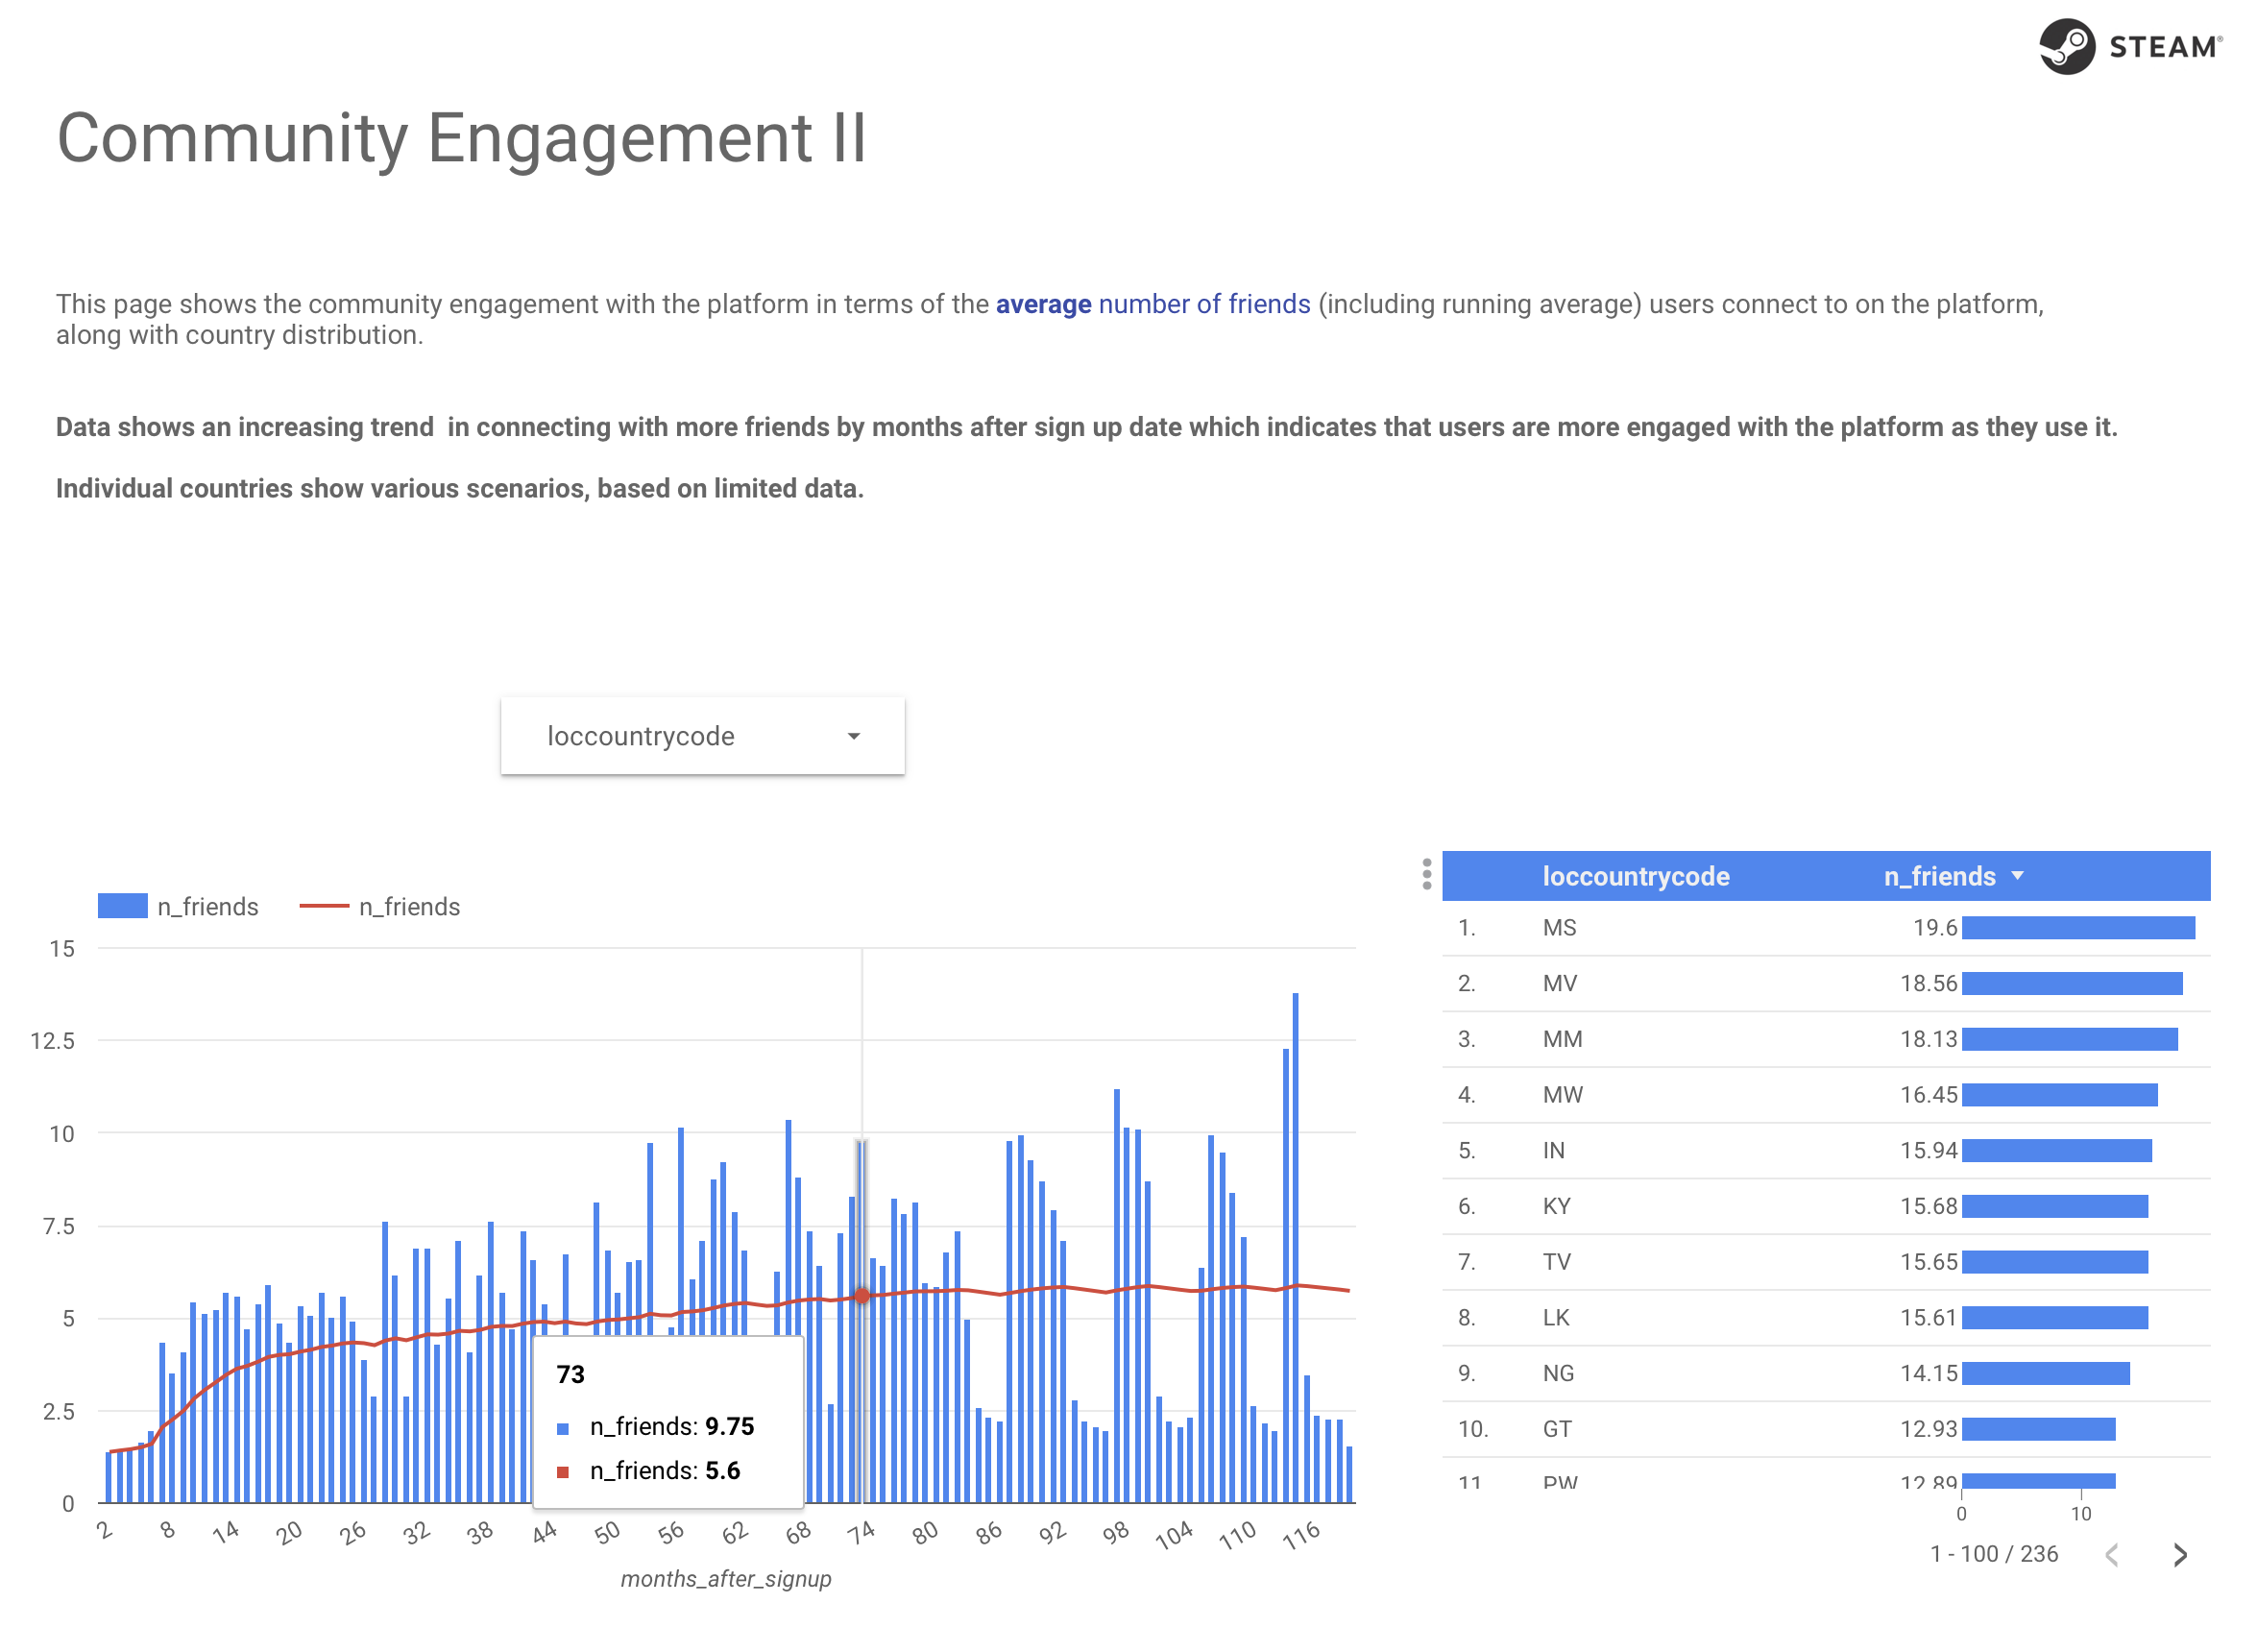 STEAM®
Community Engagement II
This page shows the community engagement with the platform in terms of the average number of friends (including running average) users connect to on the platform,
along with country distribution.
Data shows an increasing trend  in connecting with more friends by months after sign up date which indicates that users are more engaged with the platform as they use it.
Individual countries show various scenarios, based on limited data.
loccountrycode
n_friends n_friends
15
12.5
10
7.5
5
2.5
0
73
n_friends: 9.75
n_friends: 5.6
2 8 14 20 26 32 38 44 50 56 62 68 74 80 86 92 98 104 110 116
months_after_signup
loccountrycode n_friends
1. MS 19.6
2. MV 18.56
3. MM 18.13
4. MW 16.45
5. IN 15.94
6. KY 15.68
7. TV 15.65
8. LK 15.61
9. NG 14.15
10. GT 12.93
11 PW 12.89
0 10
1 - 100 / 236